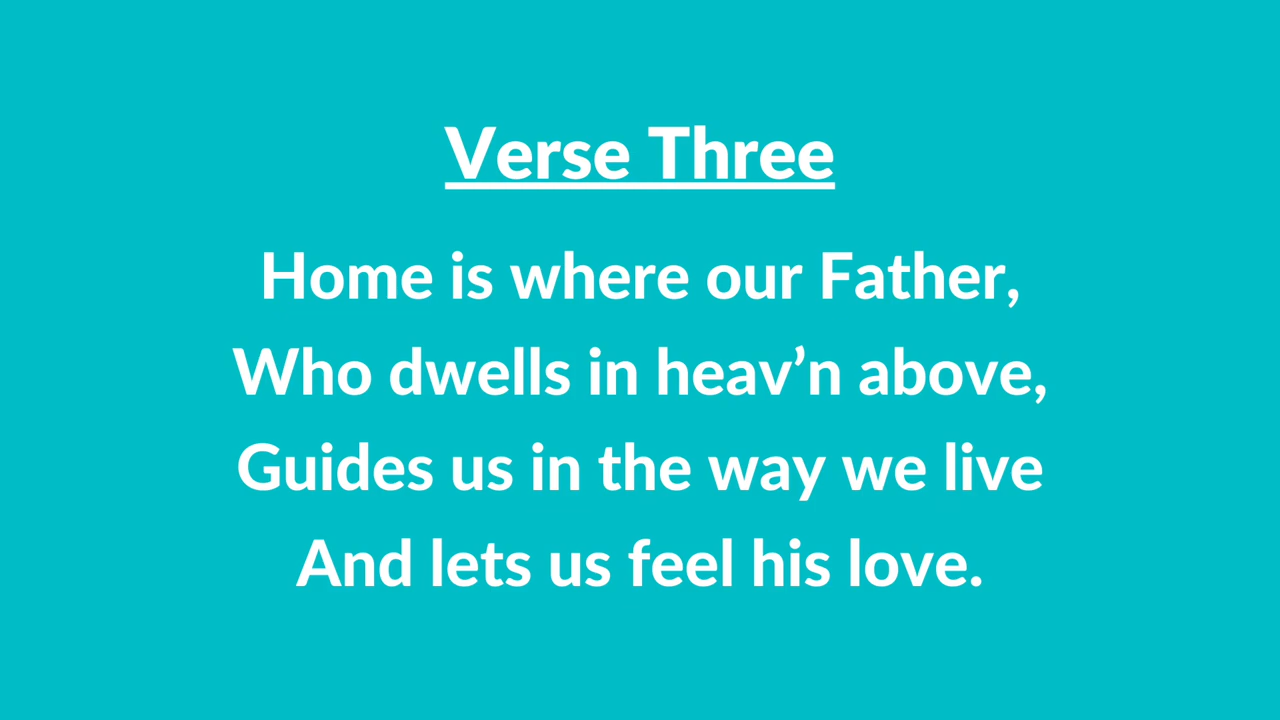 Verse Three
Home is where our Father,
Who dwells in heav’n above,
Guides us in the way we live
And lets us feel his love.